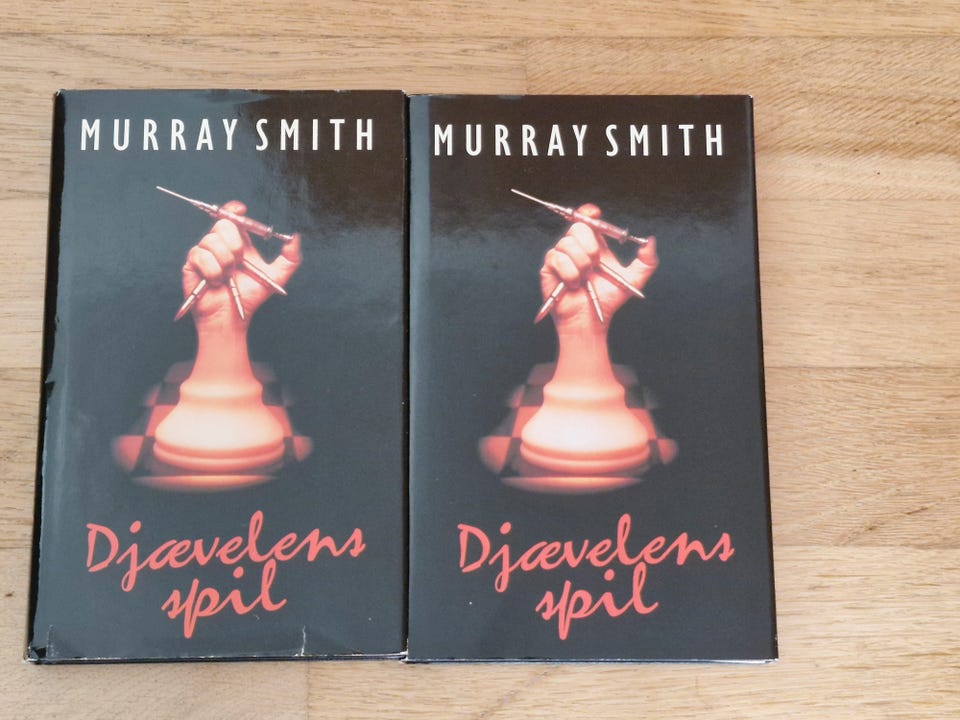 MURRAY SMITH
Djævelens
spil
MURRAY SMITH
Djævelens
spil